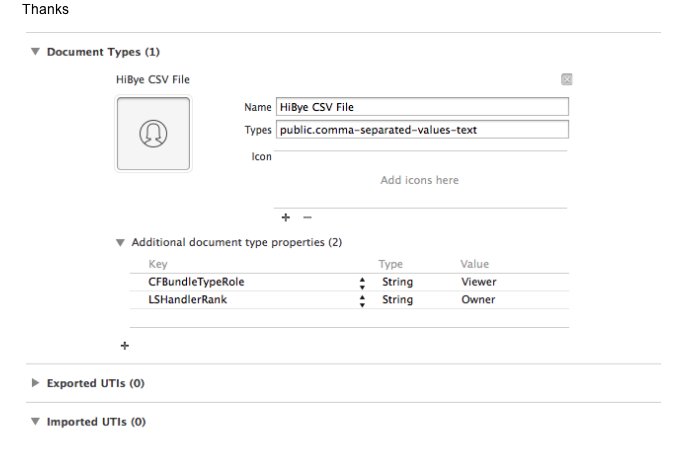 Thanks
Document Types (1)
HiBye CSV File
Name HiBye CSV File
Types public.comma-separated-values-text
Icon
Add icons here
Additional document type properties (2)
Key Type Value
CFBundleTypeRole String Viewer
LSHandlerRank String Owner
Exported UTIs (0)
Imported UTIs (0)